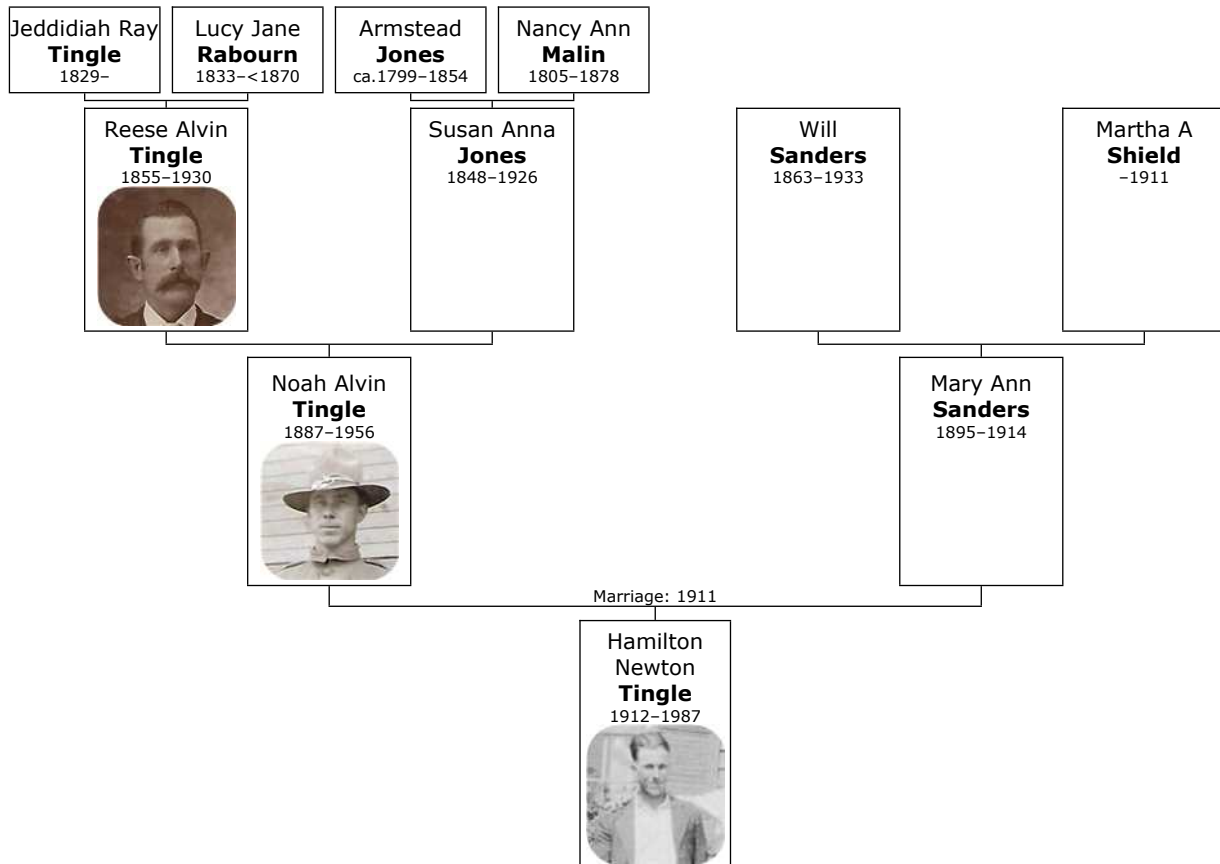 Jeddidiah Ray
Tingle
1829–
Lucy Jane
Rabourn
1833–<1870
Armstead
Jones
ca.1799–1854
Nancy Ann
Malin
1805–1878
Reese Alvin
Tingle
1855–1930
Susan Anna
Jones
1848–1926
Will
Sanders
1863–1933
Martha A
Shield
–1911
Noah Alvin
Tingle
1887–1956
Mary Ann
Sanders
1895–1914
Marriage: 1911
Hamilton
Newton
Tingle
1912–1987